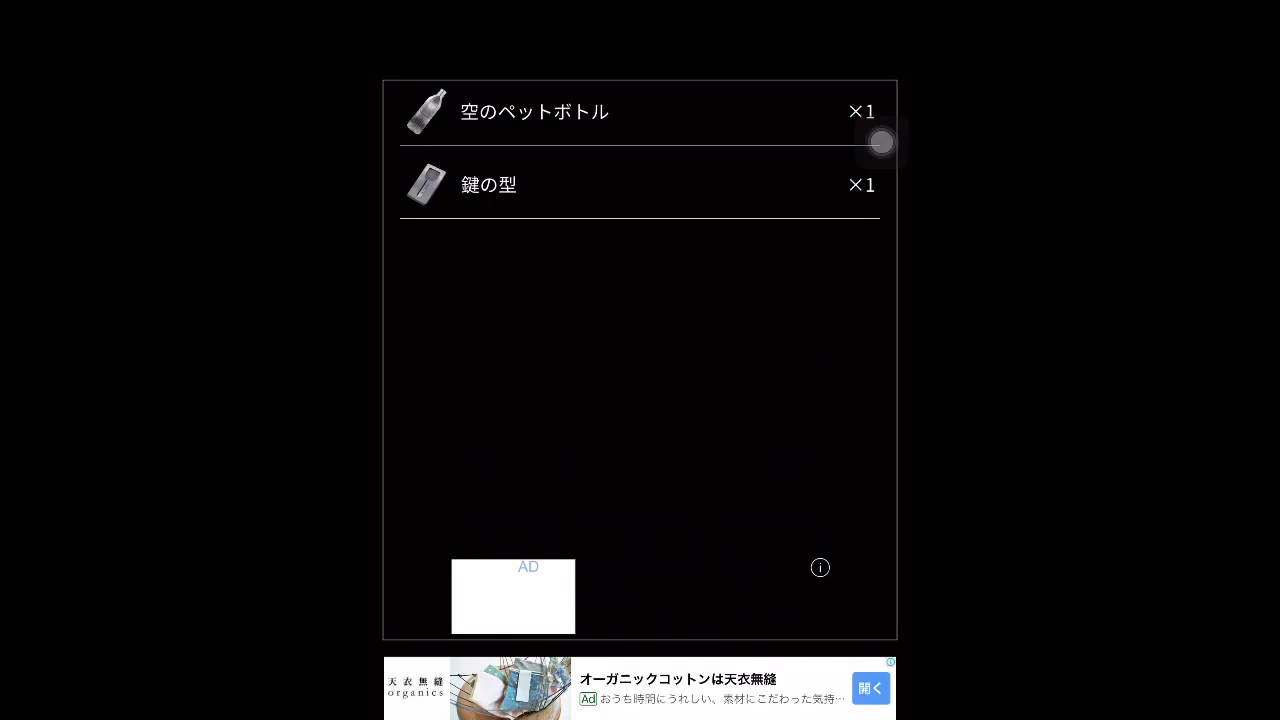 空のペットボトル ×1
鍵の型 ×1
AD
天衣無縫
organics
オーガニックコットンは天衣無縫
Ad おうち時間にうれしい、素材にこだわった気持…
開く